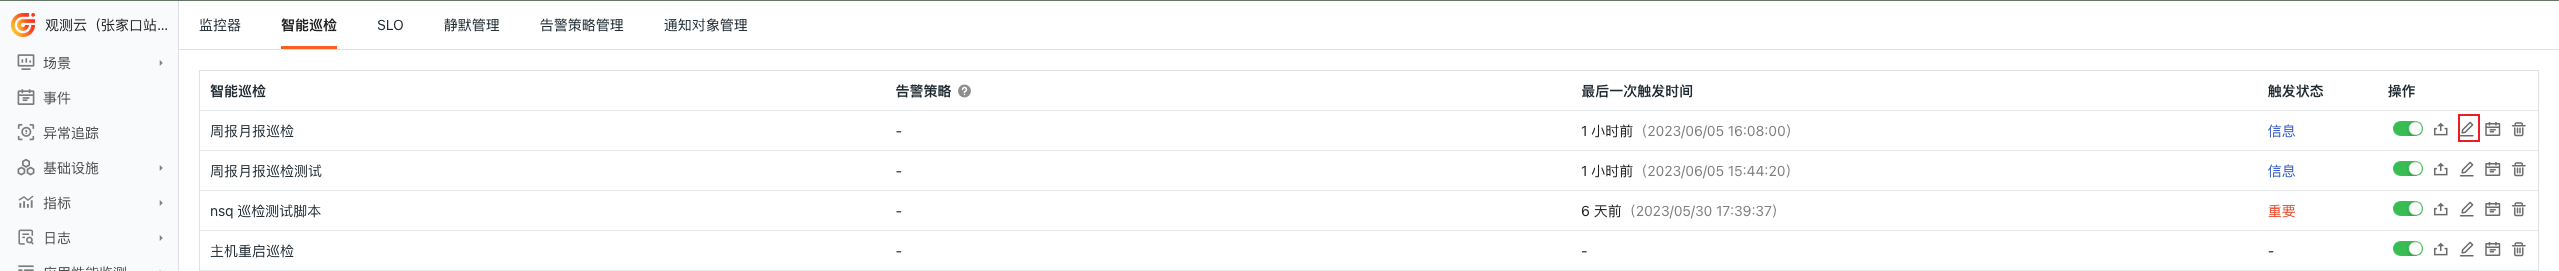 观测云（张家口站...
监控器 智能巡检 SLO 静默管理 告警策略管理 通知对象管理
场景
事件
异常追踪
基础设施
指标
日志
智能巡检 告警策略 ? 最后一次触发时间 触发状态 操作
周报月报巡检 - 1 小时前 （2023/06/05 16:08:00） 信息
周报月报巡检测试 - 1 小时前 （2023/06/05 15:44:20） 信息
nsq 巡检测试脚本 - 6 天前 （2023/05/30 17:39:37） 重要
主机重启巡检 - - -